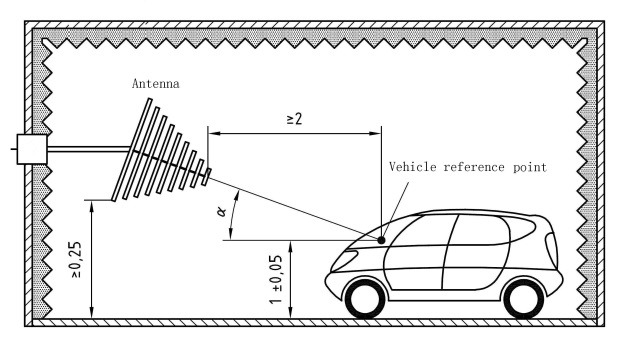 Antenna
≥2
Vehicle reference point
α
≥0,25
1 ±0,05